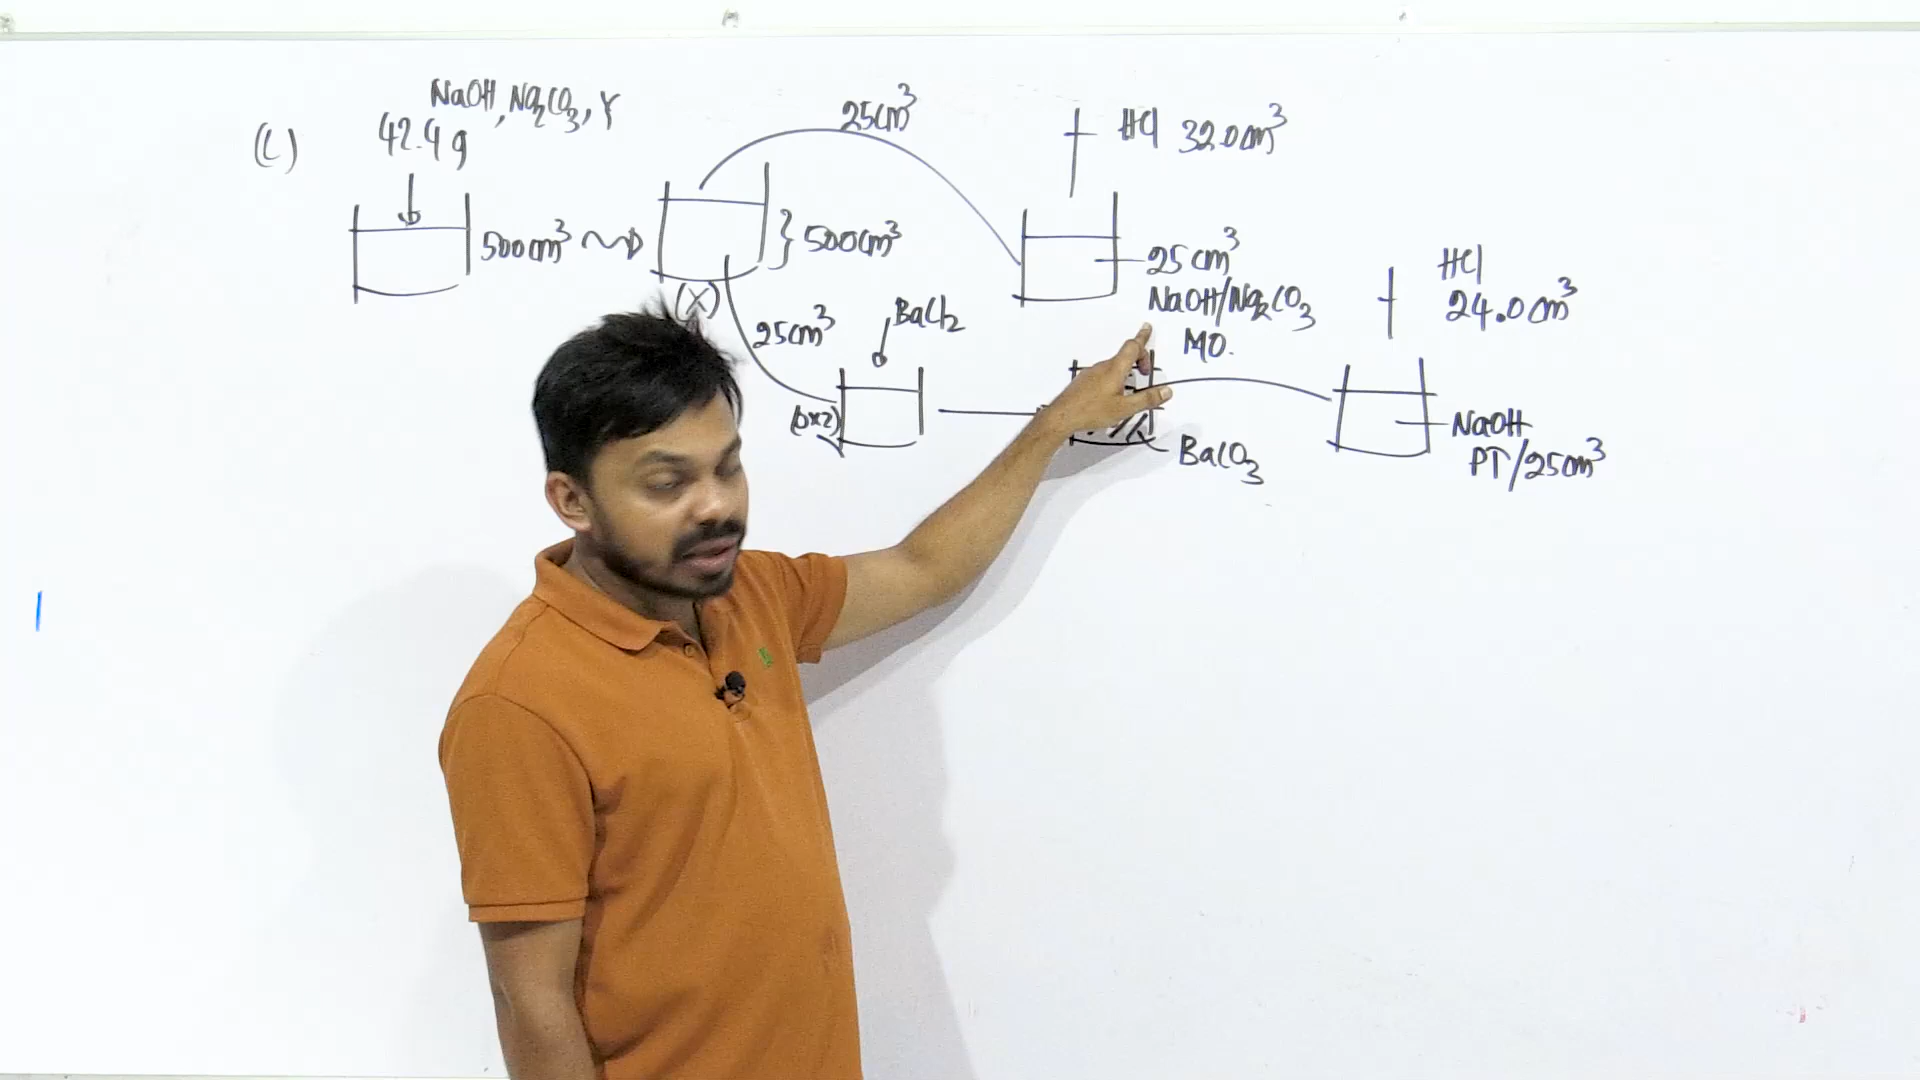 (C)
NaOH, Na2CO3, Y
42.4 g
500cm³
500cm³
(X)
25cm³
HCl 32.0cm³
25cm³
NaOH/Na2CO3
MO.
25cm³
BaCl2
BaCO3
HCl
24.0cm³
NaOH
PT/25cm³